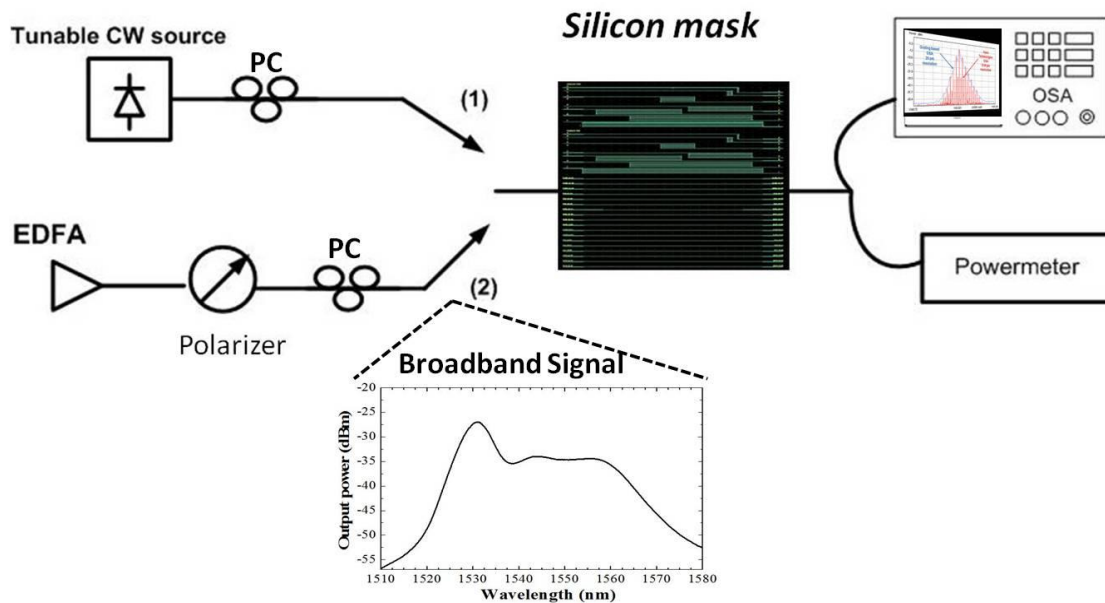 Tunable CW source
PC
(1)
Silicon mask
OSA
EDFA
PC
(2)
Polarizer
Powermeter
Broadband Signal
Output power (dBm)
-20
-25
-30
-35
-40
-45
-50
-55
1510 1520 1530 1540 1550 1560 1570 1580
Wavelength (nm)